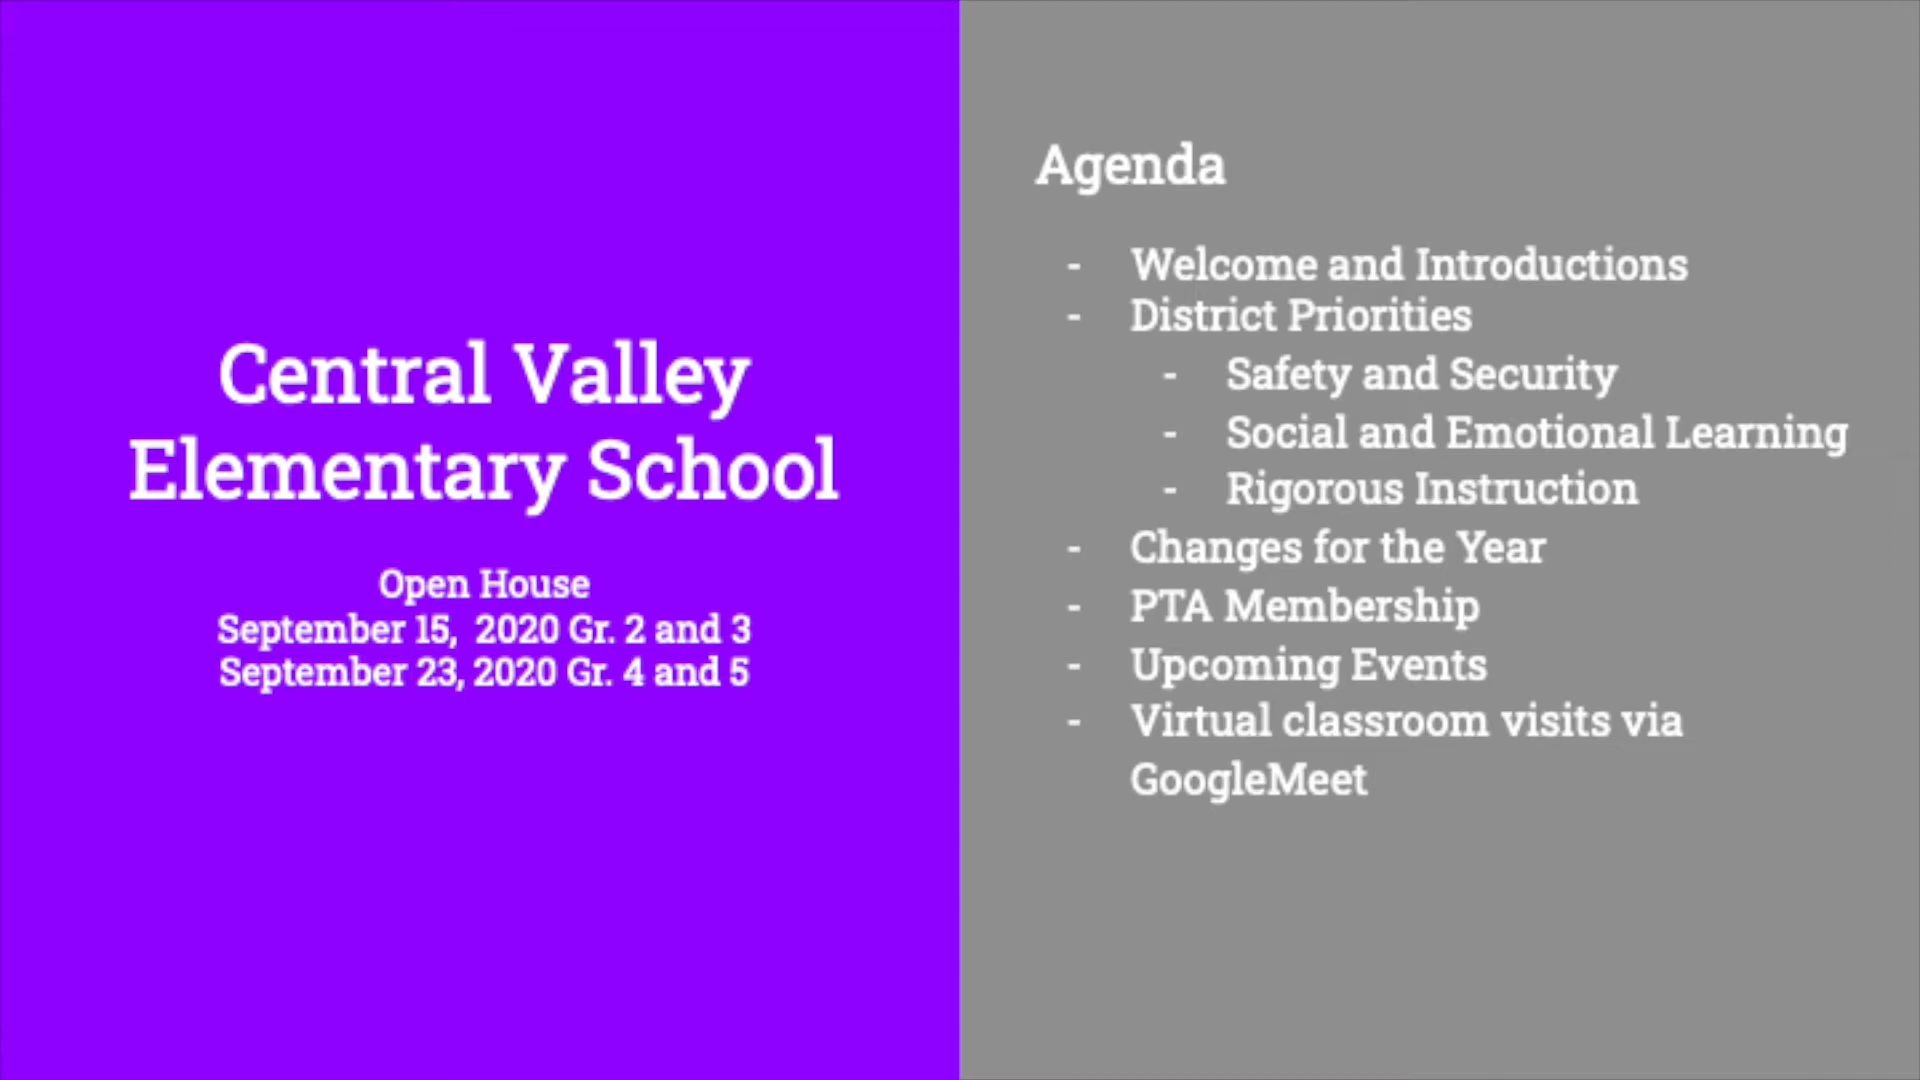 Central Valley
Elementary School
Open House
September 15, 2020 Gr. 2 and 3
September 23, 2020 Gr. 4 and 5
Agenda
- Welcome and Introductions
- District Priorities
- Safety and Security
- Social and Emotional Learning
- Rigorous Instruction
- Changes for the Year
- PTA Membership
- Upcoming Events
- Virtual classroom visits via
GoogleMeet